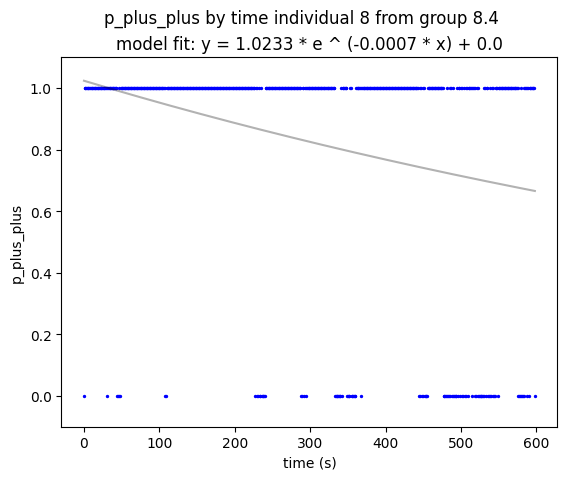 p_plus_plus by time individual 8 from group 8.4
model fit: y = 1.0233 * e ^ (-0.0007 * x) + 0.0
1.0
0.8
0.6
0.4
0.2
0.0
p_plus_plus
0 100 200 300 400 500 600
time (s)